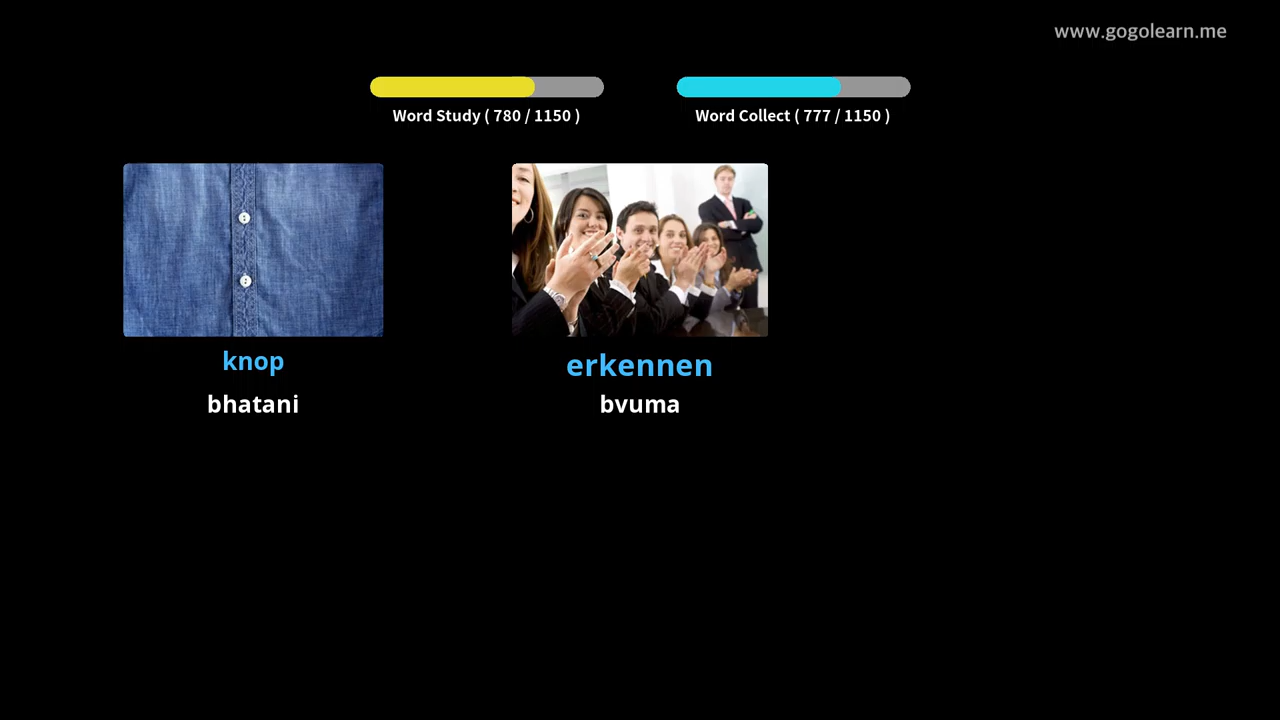 www.gogolearn.me
Word Study ( 780 / 1150 )
Word Collect ( 777 / 1150 )
knop
bhatani
erkennen
bvuma